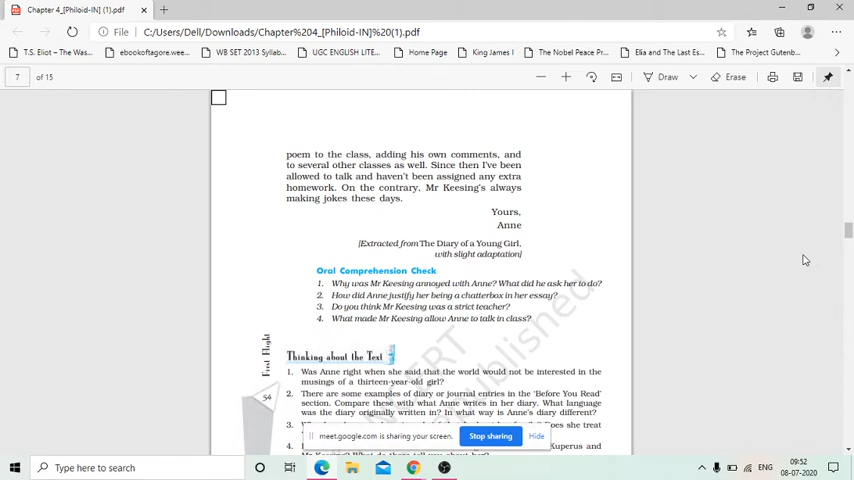 Chapter 4_[Philoid-IN] (1).pdf
File
C:/Users/Dell/Downloads/Chapter%204_[Philoid-IN]%20(1).pdf
T.S. Eliot – The Was...
ebookoftagore.wee...
WB SET 2013 Syllab...
UGC ENGLISH LITE...
Home Page
King James I
The Nobel Peace Pr...
Elia and The Last Es...
The Project Gutenb...
7 of 15
Draw
Erase
poem to the class, adding his own comments, and
to several other classes as well. Since then I've been
allowed to talk and haven't been assigned any extra
homework. On the contrary, Mr Keesing's always
making jokes these days.
Yours,
Anne
[Extracted from The Diary of a Young Girl,
with slight adaptation]
Oral Comprehension Check
1. Why was Mr Keesing annoyed with Anne? What did he ask her to do?
2. How did Anne justify her being a chatterbox in her essay?
3. Do you think Mr Keesing was a strict teacher?
4. What made Mr Keesing allow Anne to talk in class?
First Flight
54
Thinking about the Text
1. Was Anne right when she said that the world would not be interested in the
musings of a thirteen-year-old girl?
2. There are some examples of diary or journal entries in the 'Before You Read'
section. Compare these with what Anne writes in her diary. What language
was the diary originally written in? In what way is Anne's diary different?
3. Does she treat
4. Kuperus and
published
meet.google.com is sharing your screen.
Stop sharing
Hide
Type here to search
ENG
09:52
08-07-2020